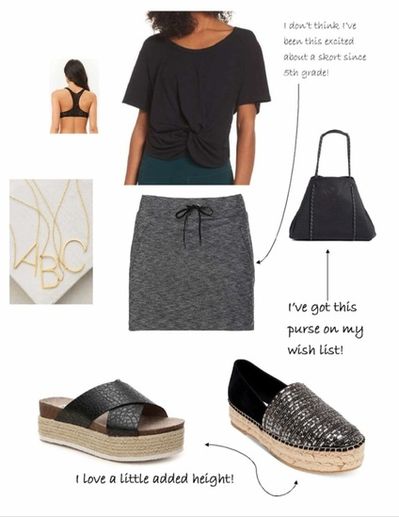 I don't think I've
been this excited
about a skort since
5th grade!
ABC
I've got this
purse on my
wish list!
I love a little added height!